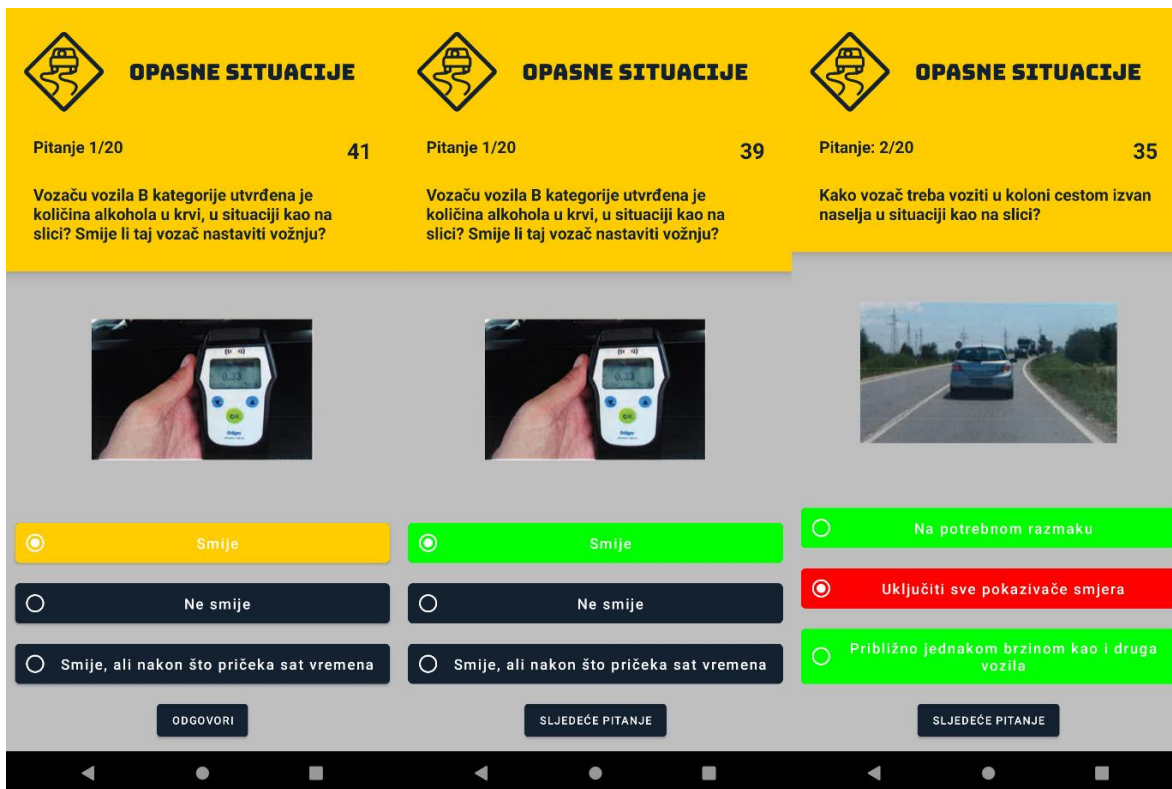 OPASNE SITUACIJE
Pitanje 1/20
41
Vozaču vozila B kategorije utvrđena je
količina alkohola u krvi, u situaciji kao na
slici? Smije li taj vozač nastaviti vožnju?
0.33
OK
Dräger
Smije
Ne smije
Smije, ali nakon što pričeka sat vremena
ODGOVORI
OPASNE SITUACIJE
Pitanje 1/20
39
Vozaču vozila B kategorije utvrđena je
količina alkohola u krvi, u situaciji kao na
slici? Smije li taj vozač nastaviti vožnju?
0.33
OK
Dräger
Smije
Ne smije
Smije, ali nakon što pričeka sat vremena
SLJEDEĆE PITANJE
OPASNE SITUACIJE
Pitanje: 2/20
35
Kako vozač treba voziti u koloni cestom izvan
naselja u situaciji kao na slici?
Na potrebnom razmaku
Uključiti sve pokazivače smjera
Približno jednakom brzinom kao i druga
vozila
SLJEDEĆE PITANJE